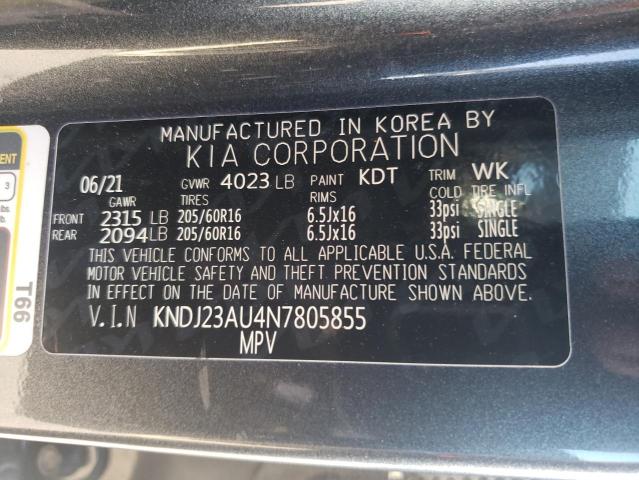 MANUFACTURED IN KOREA BY
KIA CORPORATION
06/21 GVWR 4023 LB PAINT KDT TRIM WK
GAWR TIRES RIMS COLD TIRE INFL
FRONT 2315 LB 205/60R16 6.5Jx16 33psi SINGLE
REAR 2094 LB 205/60R16 6.5Jx16 33psi SINGLE
THIS VEHICLE CONFORMS TO ALL APPLICABLE U.S.A. FEDERAL
MOTOR VEHICLE SAFETY AND THEFT PREVENTION STANDARDS
IN EFFECT ON THE DATE OF MANUFACTURE SHOWN ABOVE.
V.I.N KNDJ23AU4N7805855
MPV
3
T66